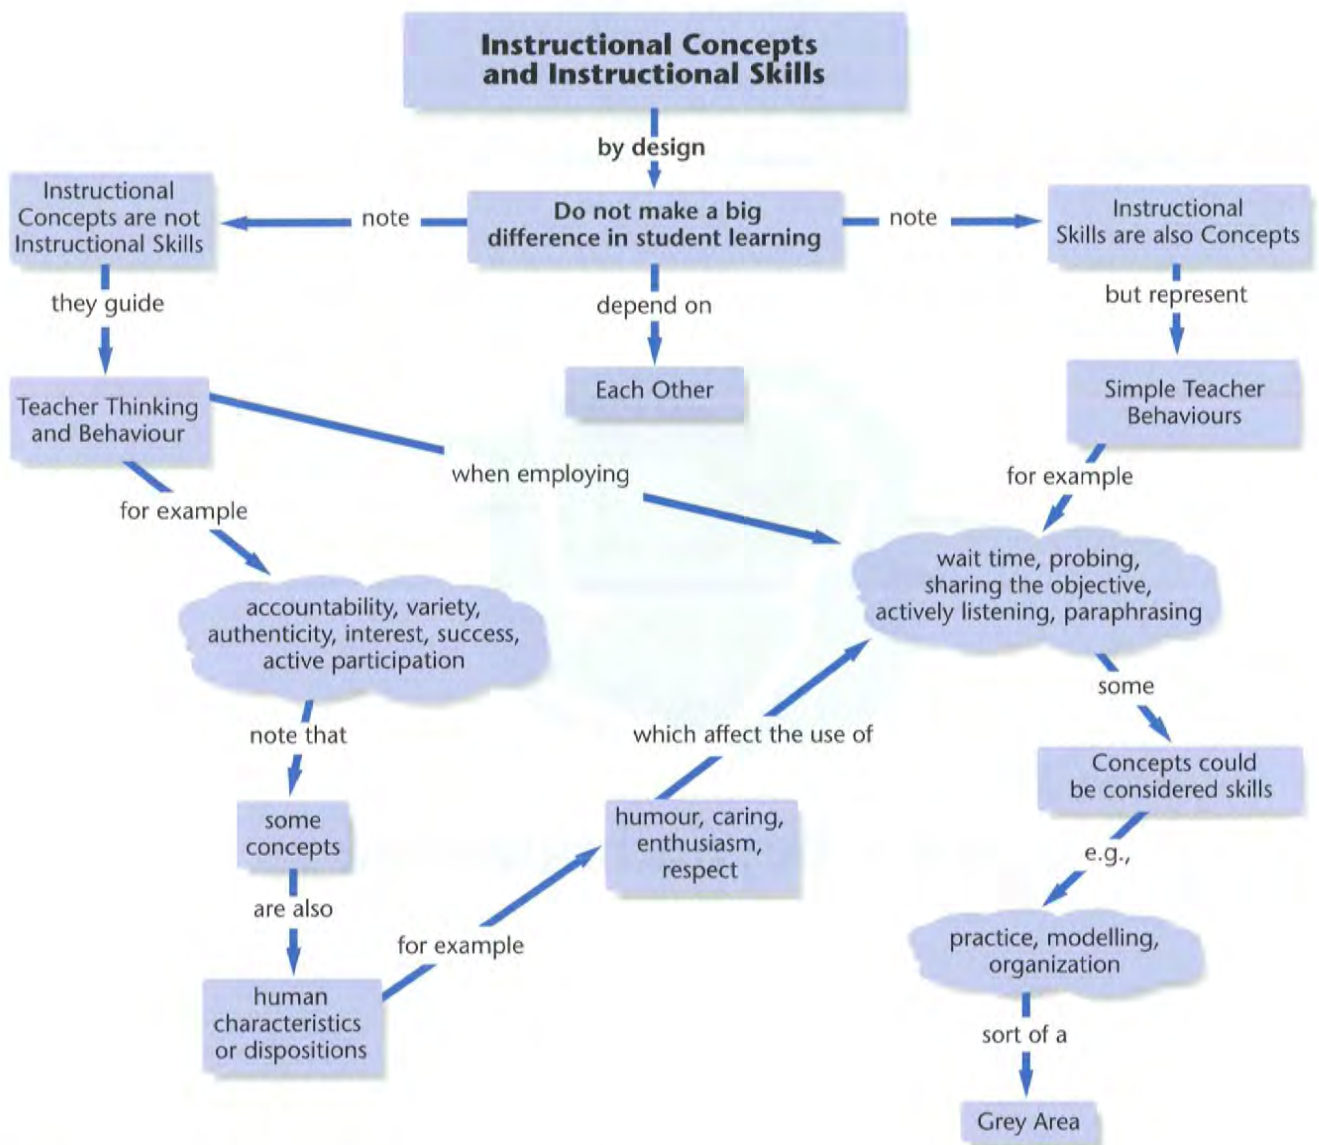 Instructional Concepts
and Instructional Skills
by design
Instructional
Concepts are not
Instructional Skills
note
Do not make a big
difference in student learning
note
Instructional
Skills are also Concepts
they guide
depend on
but represent
Teacher Thinking
and Behaviour
Each Other
Simple Teacher
Behaviours
when employing
for example
for example
wait time, probing,
sharing the objective,
actively listening, paraphrasing
accountability, variety,
authenticity, interest, success,
active participation
some
note that
which affect the use of
Concepts could
be considered skills
some
concepts
humour, caring,
enthusiasm,
respect
e.g.,
are also
for example
practice, modelling,
organization
human
characteristics
or dispositions
sort of a
Grey Area